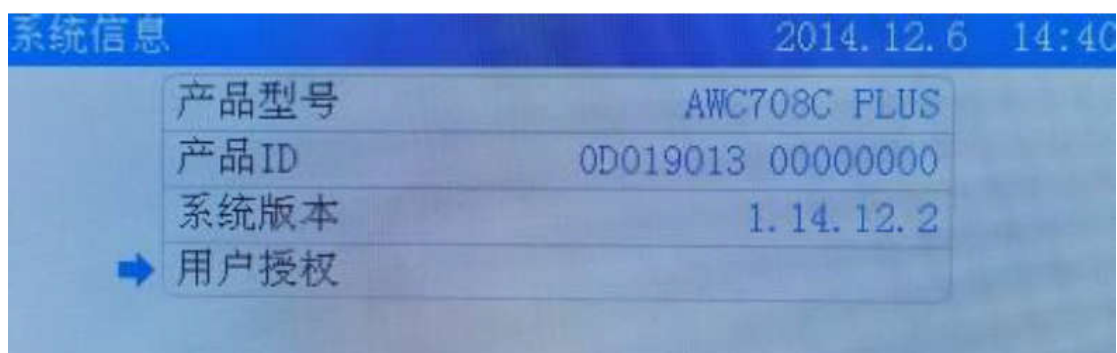 系统信息 2014.12.6 14:40
产品型号 AWC708C PLUS
产品ID 0D019013 00000000
系统版本 1.14.12.2
用户授权